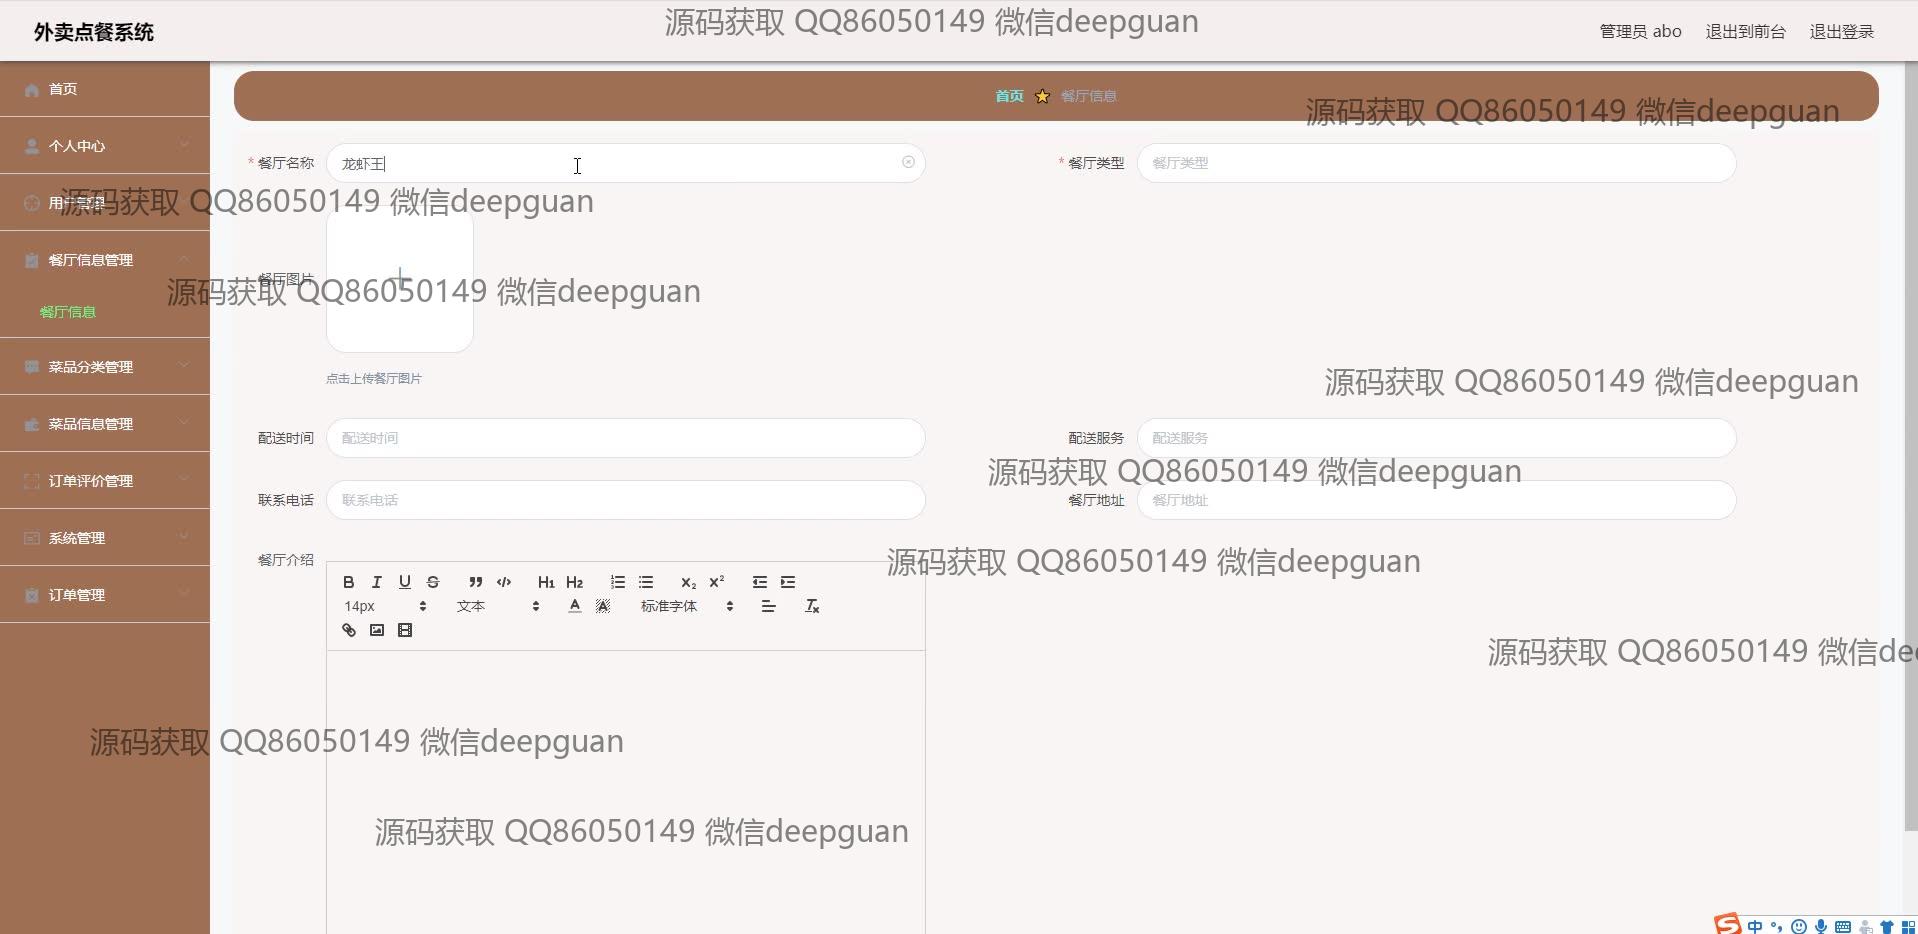 外卖点餐系统
源码获取 QQ86050149 微信deepguan
管理员 abo 退出到前台 退出登录
首页
首页 餐厅信息
源码获取 QQ86050149 微信deepguan
个人中心
* 餐厅名称 龙虾王
* 餐厅类型 餐厅类型
用户管理
源码获取 QQ86050149 微信deepguan
餐厅信息管理
餐厅图片
源码获取 QQ86050149 微信deepguan
餐厅信息
菜品分类管理
点击上传餐厅图片
源码获取 QQ86050149 微信deepguan
菜品信息管理
配送时间 配送时间
配送服务 配送服务
源码获取 QQ86050149 微信deepguan
订单评价管理
联系电话 联系电话
餐厅地址 餐厅地址
系统管理
餐厅介绍
源码获取 QQ86050149 微信deepguan
B I U S H1 H2 X2 X2
订单管理
14px 文本 A A 标准字体 Tx
源码获取 QQ86050149 微信dee
源码获取 QQ86050149 微信deepguan
源码获取 QQ86050149 微信deepguan
S 中